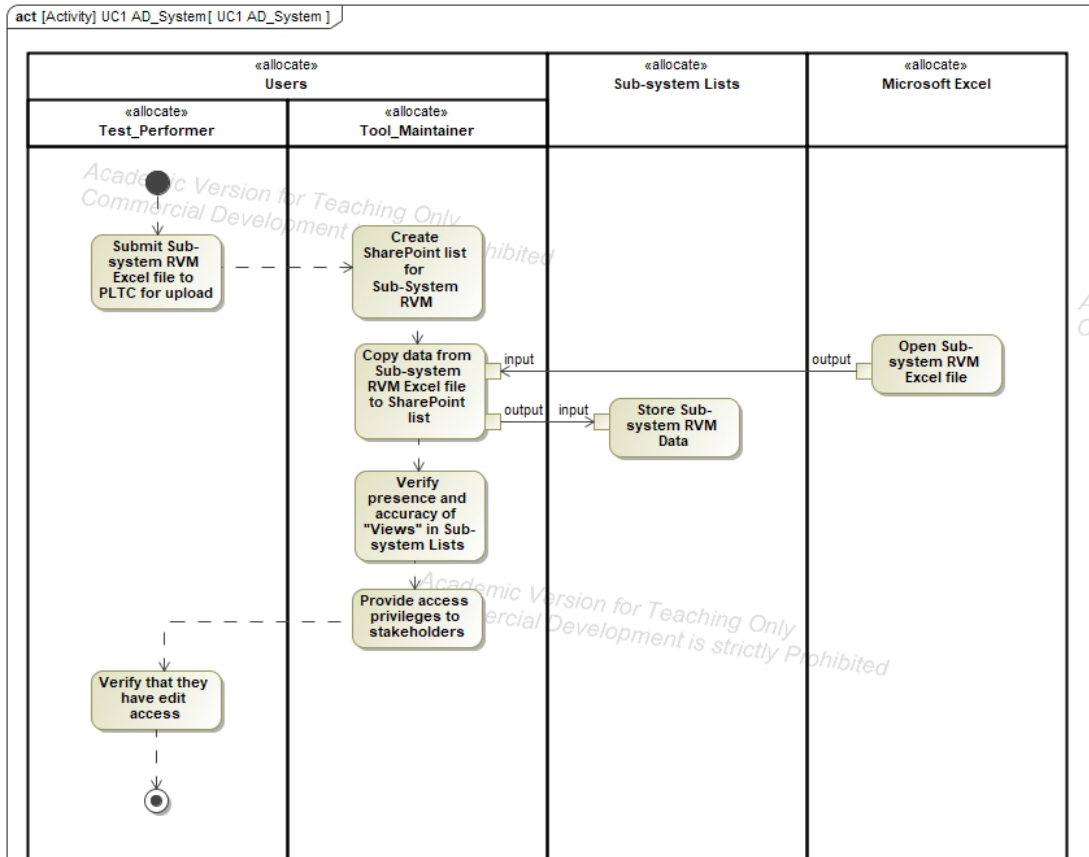 act [Activity] UC1 AD_System[ UC1 AD_System ]
«allocate»
Users
«allocate»
Sub-system Lists
«allocate»
Microsoft Excel
«allocate»
Test_Performer
«allocate»
Tool_Maintainer
Academic Version for Teaching Only
Commercial Development
hibited
Submit Sub-
system RVM
Excel file to
PLTC for upload
Create
SharePoint list
for
Sub-System
RVM
Copy data from
Sub-system
RVM Excel file
to SharePoint
list
input
output
Open Sub-
system RVM
Excel file
output
input
Store Sub-
system RVM
Data
Verify
presence and
accuracy of
"Views" in Sub-
system Lists
Academic Version for Teaching Only
ercial Development is strictly Prohibited
Provide access
privileges to
stakeholders
Verify that they
have edit
access
A
C